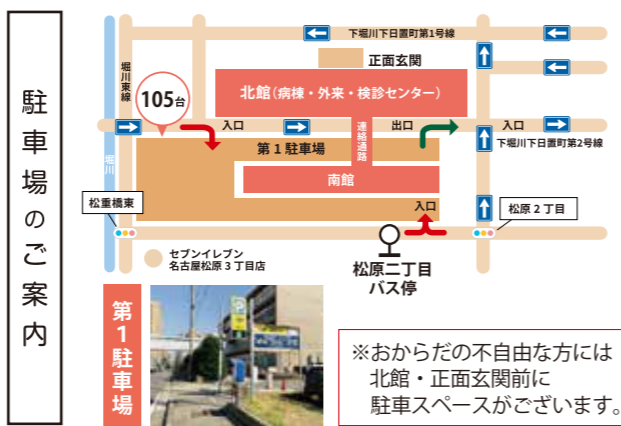 駐車場のご案内
下堀川下日置町第1号線
堀川東線
正面玄関
北館(病棟・外来・検診センター)
105台
入口
出口
入口
連絡通路
堀川
第1駐車場
下堀川下日置町第2号線
南館
松重橋東
入口
松原2丁目
セブンイレブン
名古屋松原3丁目店
松原二丁目
バス停
第1駐車場
P
※おからだの不自由な方には
北館・正面玄関前に
駐車スペースがございます。